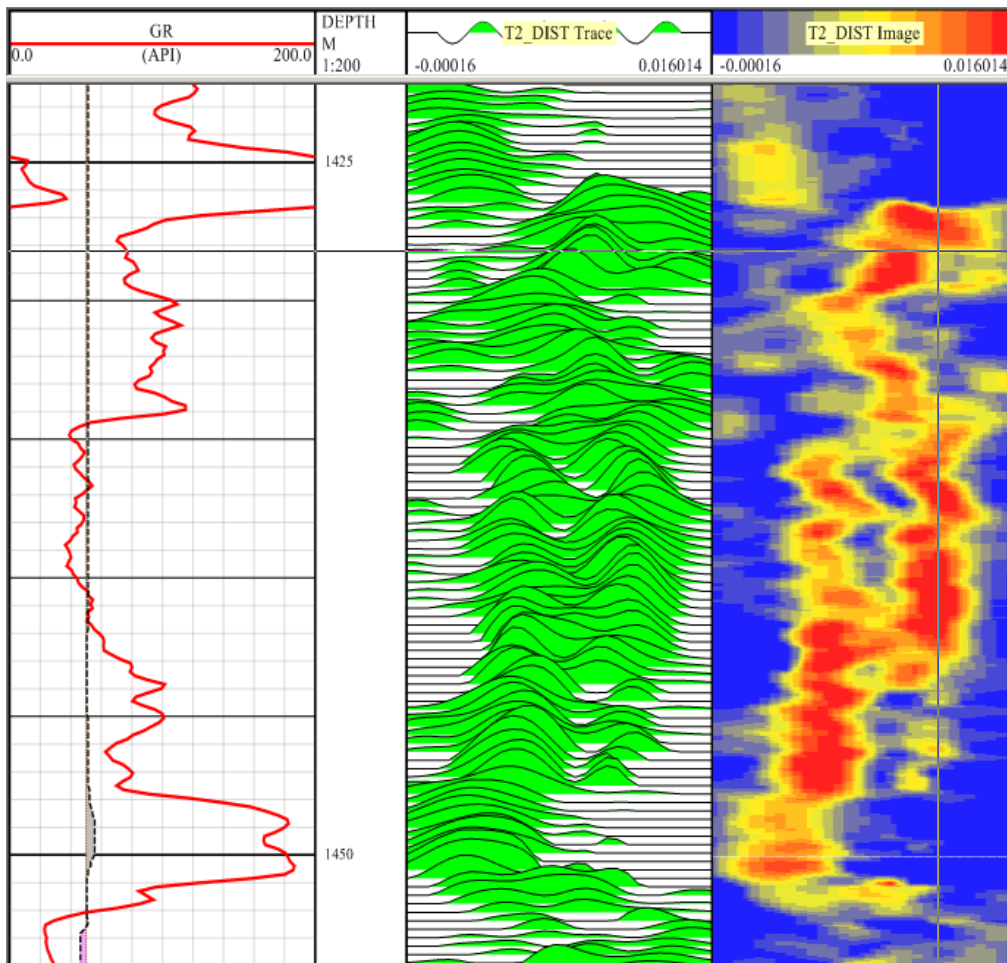 GR
(API)
0.0
200.0
DEPTH
M
1:200
T2_DIST Trace
-0.00016
0.016014
T2_DIST Image
-0.00016
0.016014
1425
1450